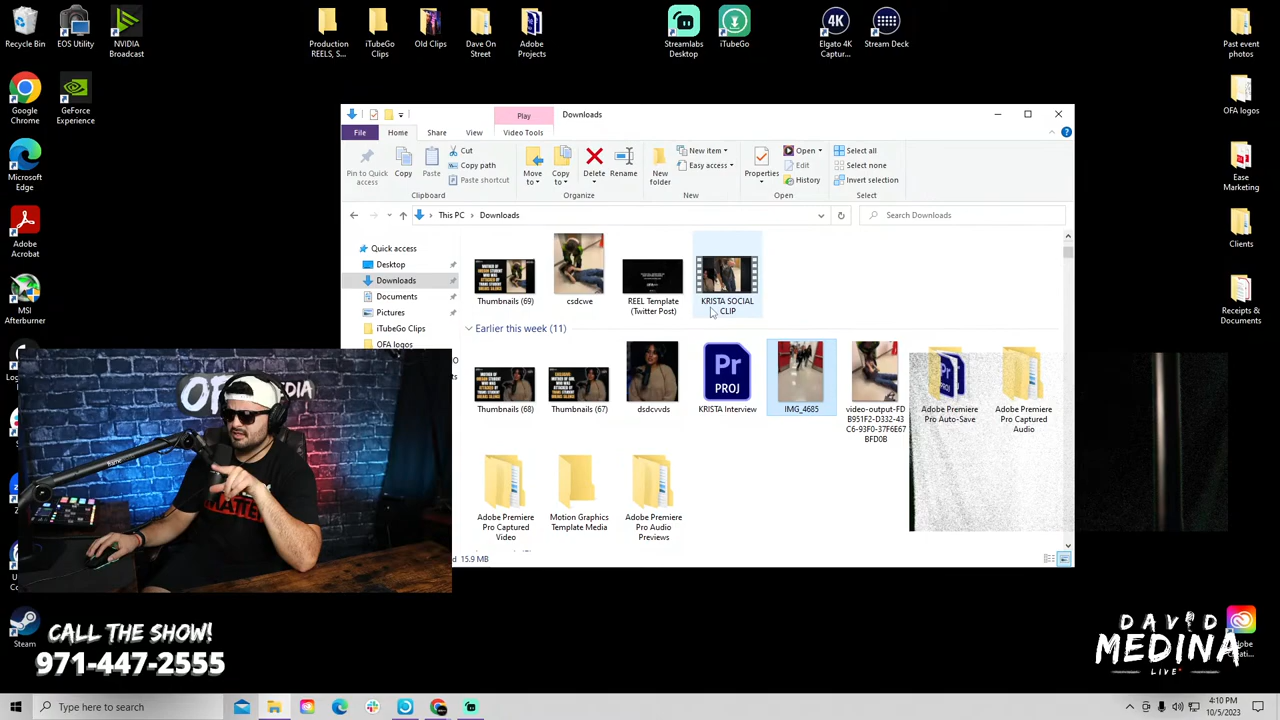 Recycle Bin
EOS Utility
NVIDIA
Broadcast
Production
REELS, S...
iTubeGo
Clips
Old Clips
Dave On
Street
Adobe
Projects
Streamlabs
Desktop
iTubeGo
4K
Elgato 4K
Captur...
Stream Deck
Past event
photos
Google
Chrome
GeForce
Experience
OFA logos
Microsoft
Edge
Ease
Marketing
Adobe
Acrobat
Clients
MSI
Afterburner
Receipts &
Documents
Play
Downloads
File
Home
Share
View
Video Tools
Pin to Quick
access
Copy
Paste
Cut
Copy path
Paste shortcut
Clipboard
Move
to
Copy
to
Delete
Rename
Organize
New
folder
New item
Easy access
New
Properties
Open
Edit
History
Open
Select all
Select none
Invert selection
Select
This PC
Downloads
Search Downloads
Quick access
Desktop
Downloads
Documents
Pictures
iTubeGo Clips
OFA logos
Thumbnails (69)
csdcwe
REEL Template
(Twitter Post)
KRISTA SOCIAL
CLIP
Earlier this week (11)
Thumbnails (68)
Thumbnails (67)
dsdcvvds
Pr
PROJ
KRISTA Interview
IMG_4685
video-output-FD
B951F2-D332-43
C6-93F0-37F6E67
BFD0B
Adobe Premiere
Pro Auto-Save
Adobe Premiere
Pro Captured
Audio
Adobe Premiere
Pro Captured
Video
Motion Graphics
Template Media
Adobe Premiere
Pro Audio
Previews
15.9 MB
MEDIA
Steam
CALL THE SHOW!
971-447-2555
DAVID
MEDINA
LIVE
Type here to search
4:10 PM
10/5/2023